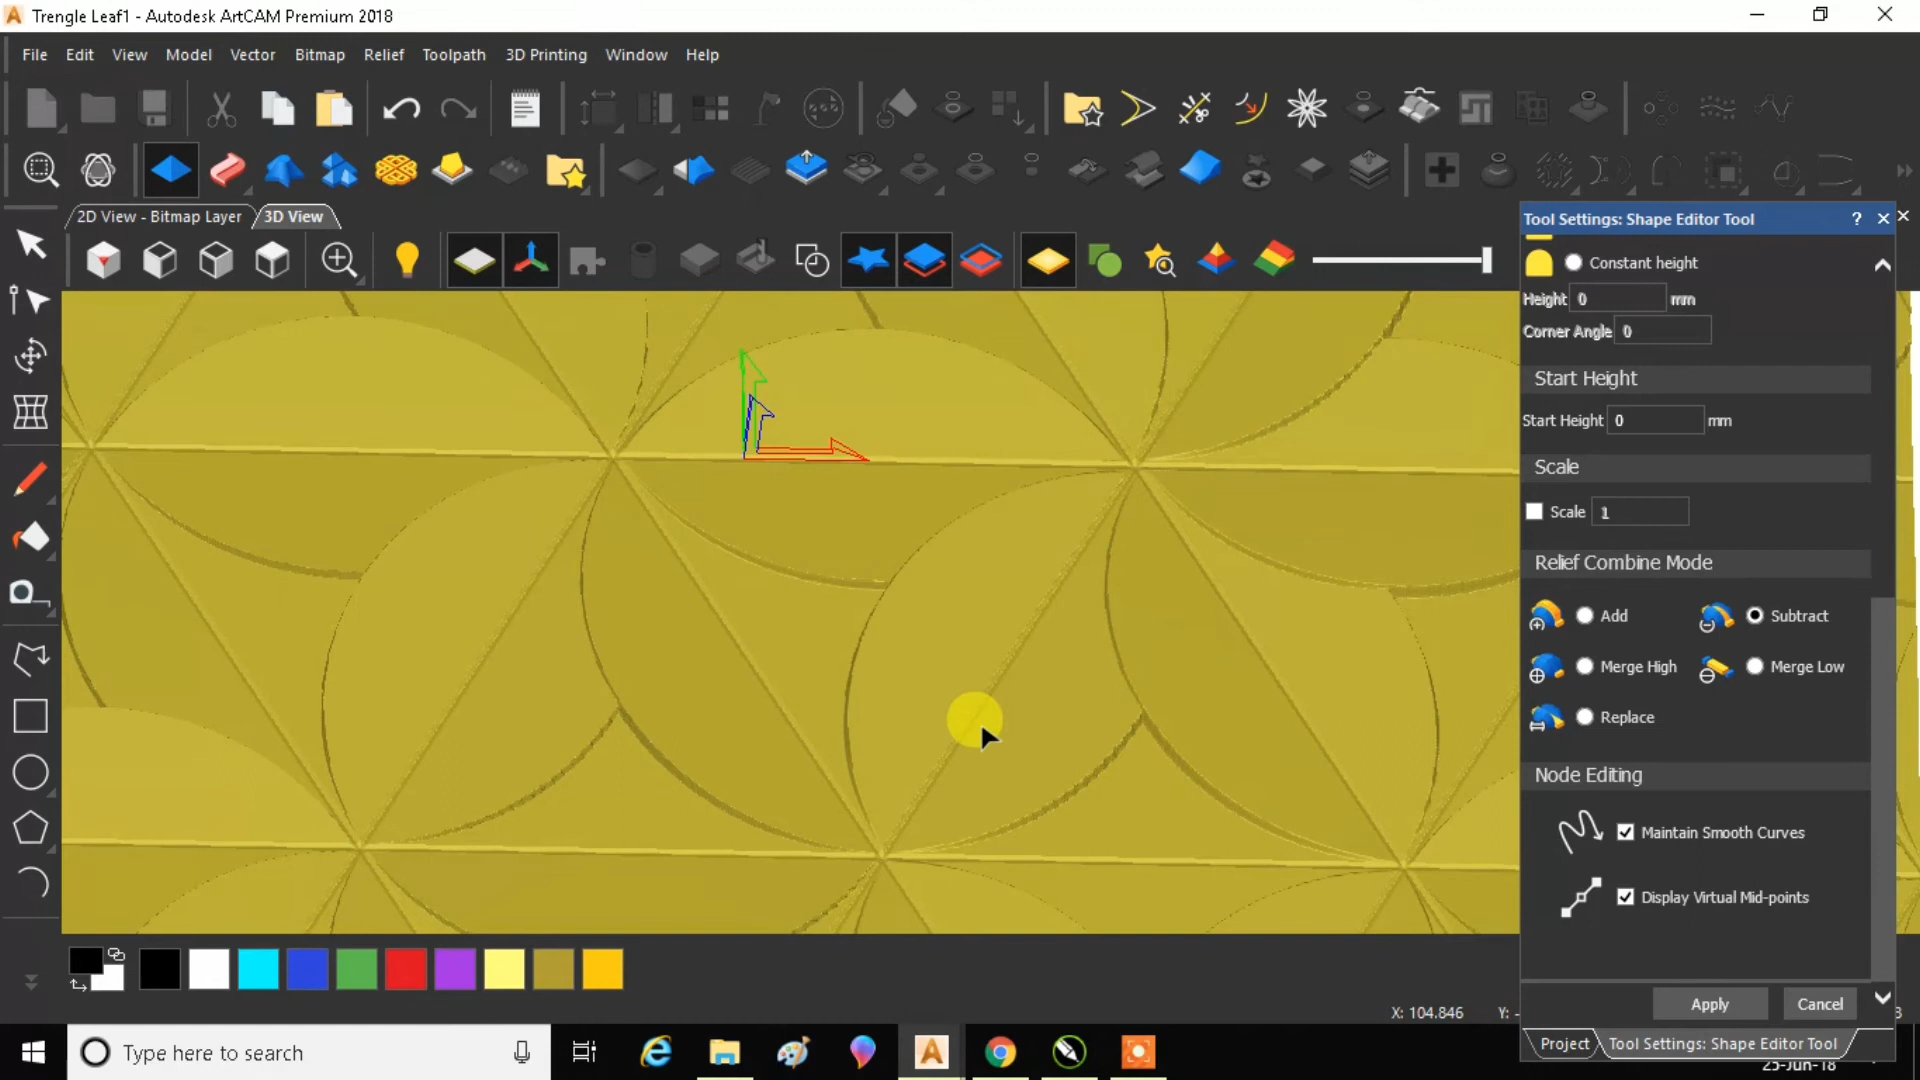 Trengle Leaf1 - Autodesk ArtCAM Premium 2018
File Edit View Model Vector Bitmap Relief Toolpath 3D Printing Window Help
2D View - Bitmap Layer 3D View
Tool Settings: Shape Editor Tool ?
Constant height
Height 0 mm
Corner Angle 0
Start Height
Start Height 0 mm
Scale
Scale 1
Relief Combine Mode
Add Subtract
Merge High Merge Low
Replace
Node Editing
Maintain Smooth Curves
Display Virtual Mid-points
Apply Cancel
X: 104.846 Y: -
Project Tool Settings: Shape Editor Tool
Type here to search
25-Jun-18